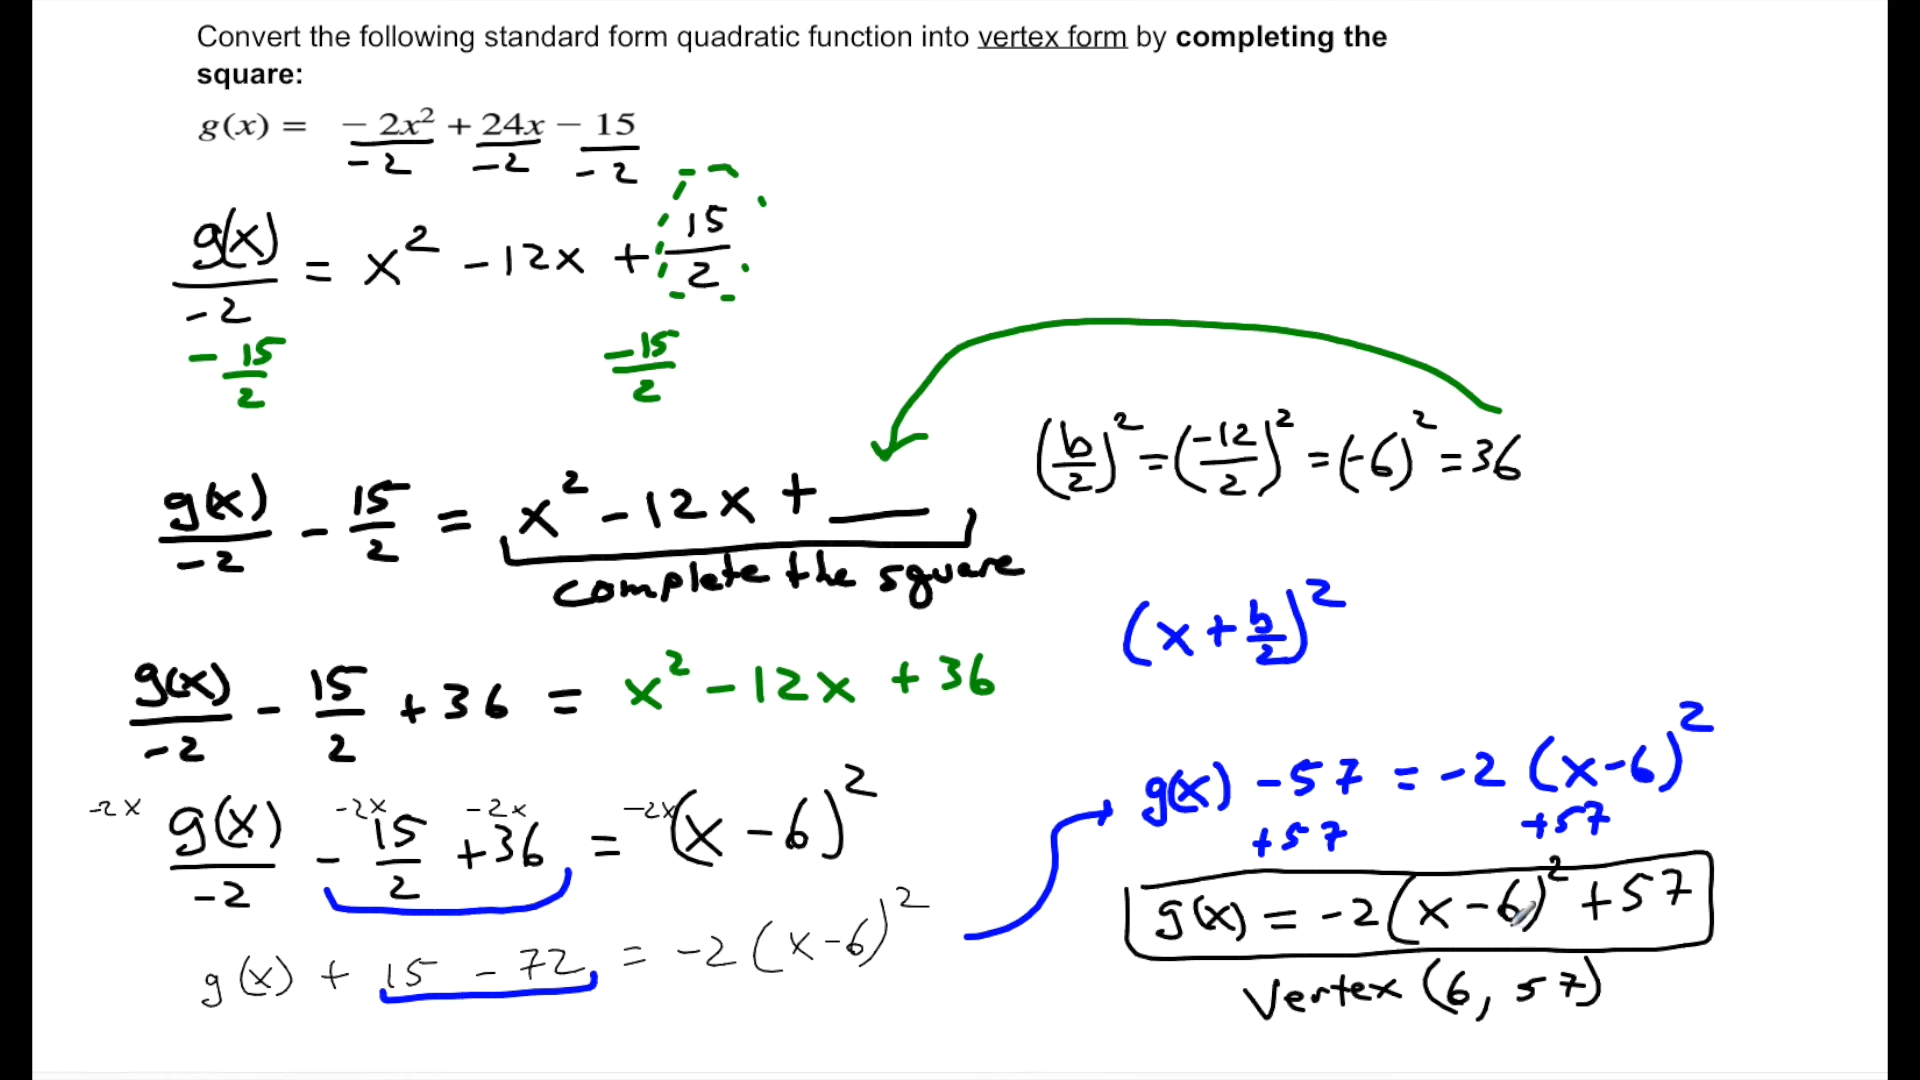 Convert the following standard form quadratic function into vertex form by completing the
square:
g(x) = − 2x² + 24x − 15
-2 -2 -2
g(x)/-2 = x² - 12x + 15/2
- 15/2 -15/2
(b/2)² = (-12/2)² = (-6)² = 36
g(x)/-2 - 15/2 = x² - 12x + ___
complete the square
(x + b/2)²
g(x)/-2 - 15/2 + 36 = x² - 12x + 36
g(x) - 57 = -2(x-6)²
+57 +57
-2x -2x -2x -2x
g(x)/-2 - 15/2 + 36 = (x - 6)²
g(x) = -2(x-6)² + 57
g(x) + 15 - 72 = -2(x-6)²
Vertex (6, 57)